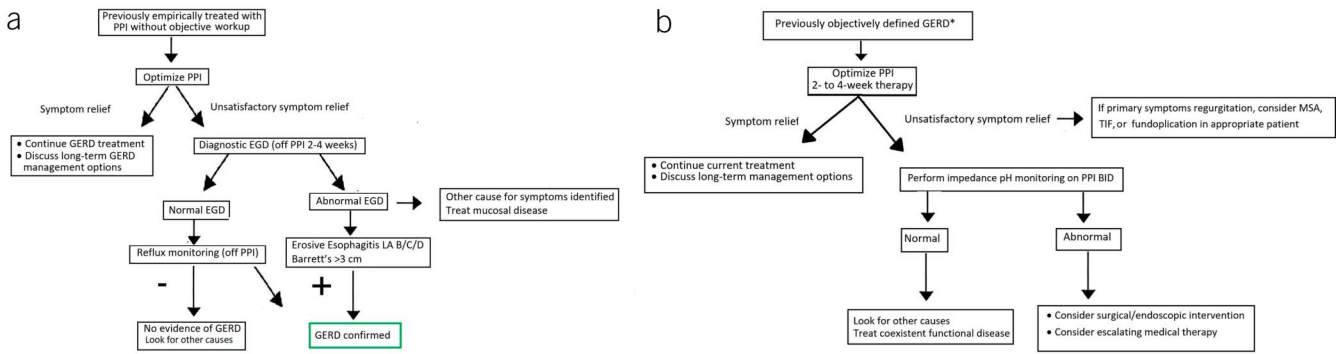 a
Previously empirically treated with
PPI without objective workup
Optimize PPI
Symptom relief
Unsatisfactory symptom relief
• Continue GERD treatment
• Discuss long-term GERD
management options
Diagnostic EGD (off PPI 2-4 weeks)
Normal EGD
Abnormal EGD
Other cause for symptoms identified
Treat mucosal disease
Reflux monitoring (off PPI)
Erosive Esophagitis LA B/C/D
Barrett's >3 cm
-
+
No evidence of GERD
Look for other causes
GERD confirmed
b
Previously objectively defined GERD*
Optimize PPI
2- to 4-week therapy
Symptom relief
Unsatisfactory symptom relief
If primary symptoms regurgitation, consider MSA,
TIF, or fundoplication in appropriate patient
• Continue current treatment
• Discuss long-term management options
Perform impedance pH monitoring on PPI BID
Normal
Abnormal
Look for other causes
Treat coexistent functional disease
• Consider surgical/endoscopic intervention
• Consider escalating medical therapy